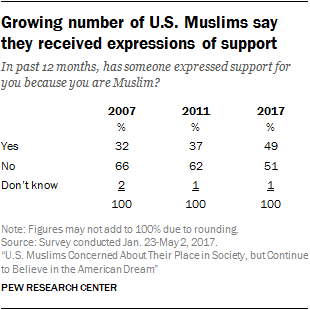 Growing number of U.S. Muslims say
they received expressions of support
In past 12 months, has someone expressed support for
you because you are Muslim?
2007 2011 2017
% % %
Yes 32 37 49
No 66 62 51
Don't know 2 1 1
100 100 100
Note: Figures may not add to 100% due to rounding.
Source: Survey conducted Jan. 23-May 2, 2017.
"U.S. Muslims Concerned About Their Place in Society, but Continue
to Believe in the American Dream"
PEW RESEARCH CENTER